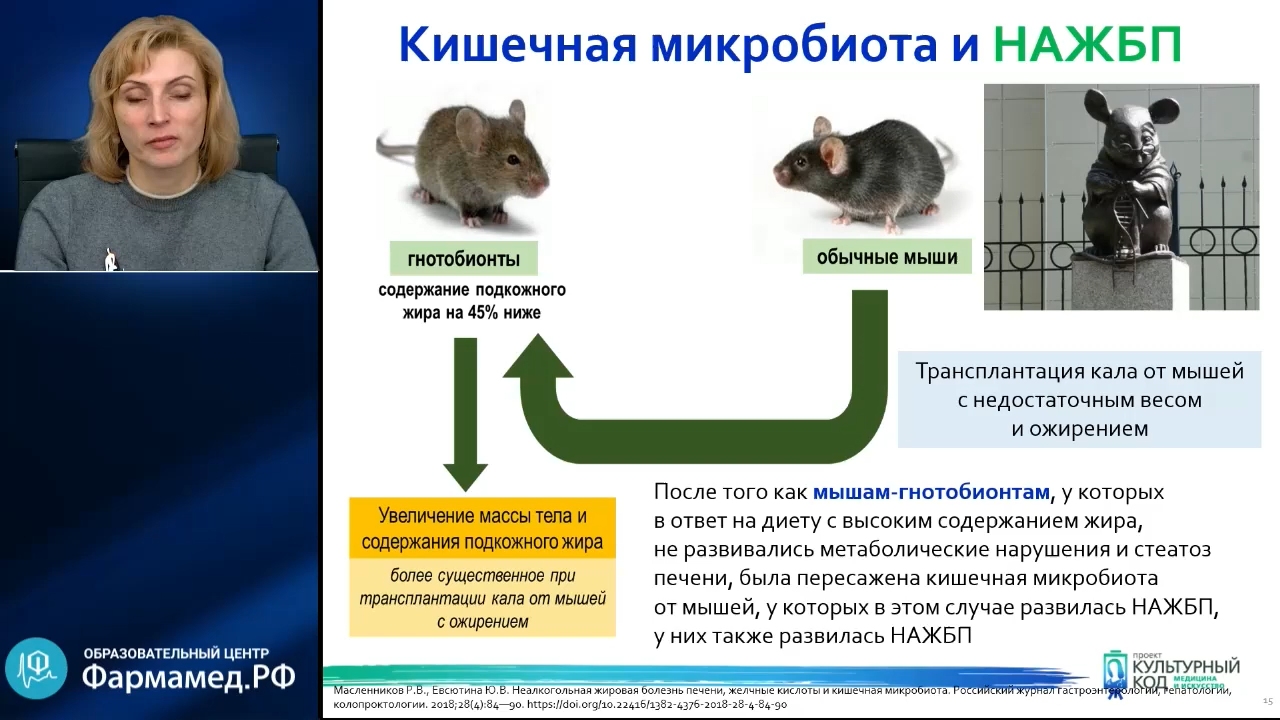 Кишечная микробиота и НАЖБП
гнотобионты
содержание подкожного
жира на 45% ниже
обычные мыши
Трансплантация кала от мышей
с недостаточным весом
и ожирением
Увеличение массы тела и
содержания подкожного жира
более существенное при
трансплантации кала от мышей
с ожирением
После того как мышам-гнотобионтам, у которых
в ответ на диету с высоким содержанием жира,
не развивались метаболические нарушения и стеатоз
печени, была пересажена кишечная микробиота
от мышей, у которых в этом случае развилась НАЖБП,
у них также развилась НАЖБП
ОБРАЗОВАТЕЛЬНЫЙ ЦЕНТР
Фармамед.РФ
проект
КУЛЬТУРНЫЙ
КОД МЕДИЦИНА
И ИСКУССТВО
Масленников Р.В., Евсютина Ю.В. Неалкогольная жировая болезнь печени, желчные кислоты и кишечная микробиота. Российский журнал гастроэнтерологии, гепатологии,
колопроктологии. 2018;28(4):84—90. https://doi.org/10.22416/1382-4376-2018-28-4-84-90
15